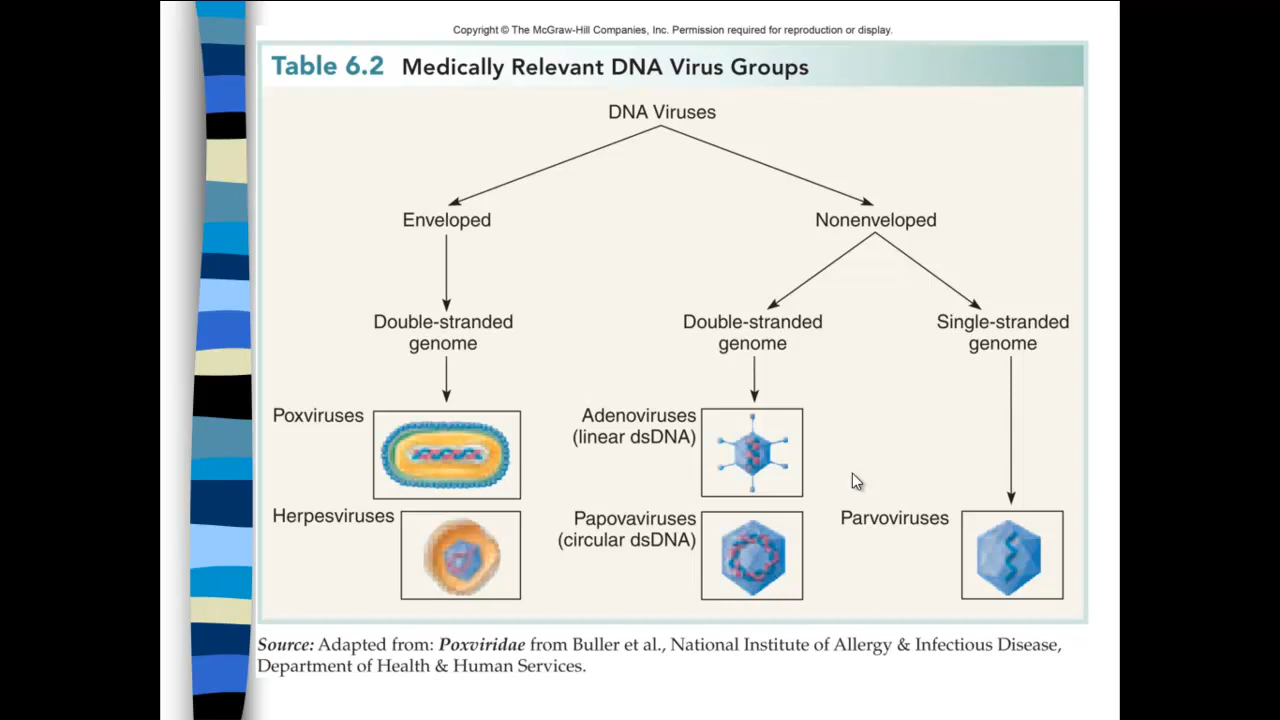 Copyright © The McGraw-Hill Companies, Inc. Permission required for reproduction or display.
Table 6.2 Medically Relevant DNA Virus Groups
DNA Viruses
Enveloped
Nonenveloped
Double-stranded
genome
Double-stranded
genome
Single-stranded
genome
Poxviruses
Adenoviruses
(linear dsDNA)
Herpesviruses
Papovaviruses
(circular dsDNA)
Parvoviruses
Source: Adapted from: Poxviridae from Buller et al., National Institute of Allergy & Infectious Disease,
Department of Health & Human Services.